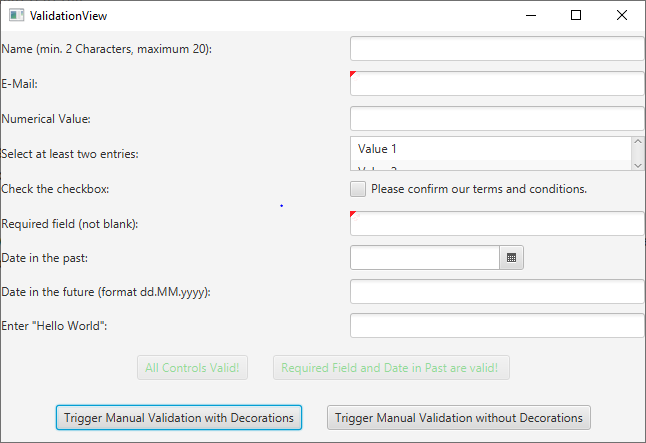 ValidationView
Name (min. 2 Characters, maximum 20):
E-Mail:
Numerical Value:
Select at least two entries:
Value 1
Check the checkbox:
Please confirm our terms and conditions.
Required field (not blank):
Date in the past:
Date in the future (format dd.MM.yyyy):
Enter "Hello World":
All Controls Valid!
Required Field and Date in Past are valid!
Trigger Manual Validation with Decorations
Trigger Manual Validation without Decorations